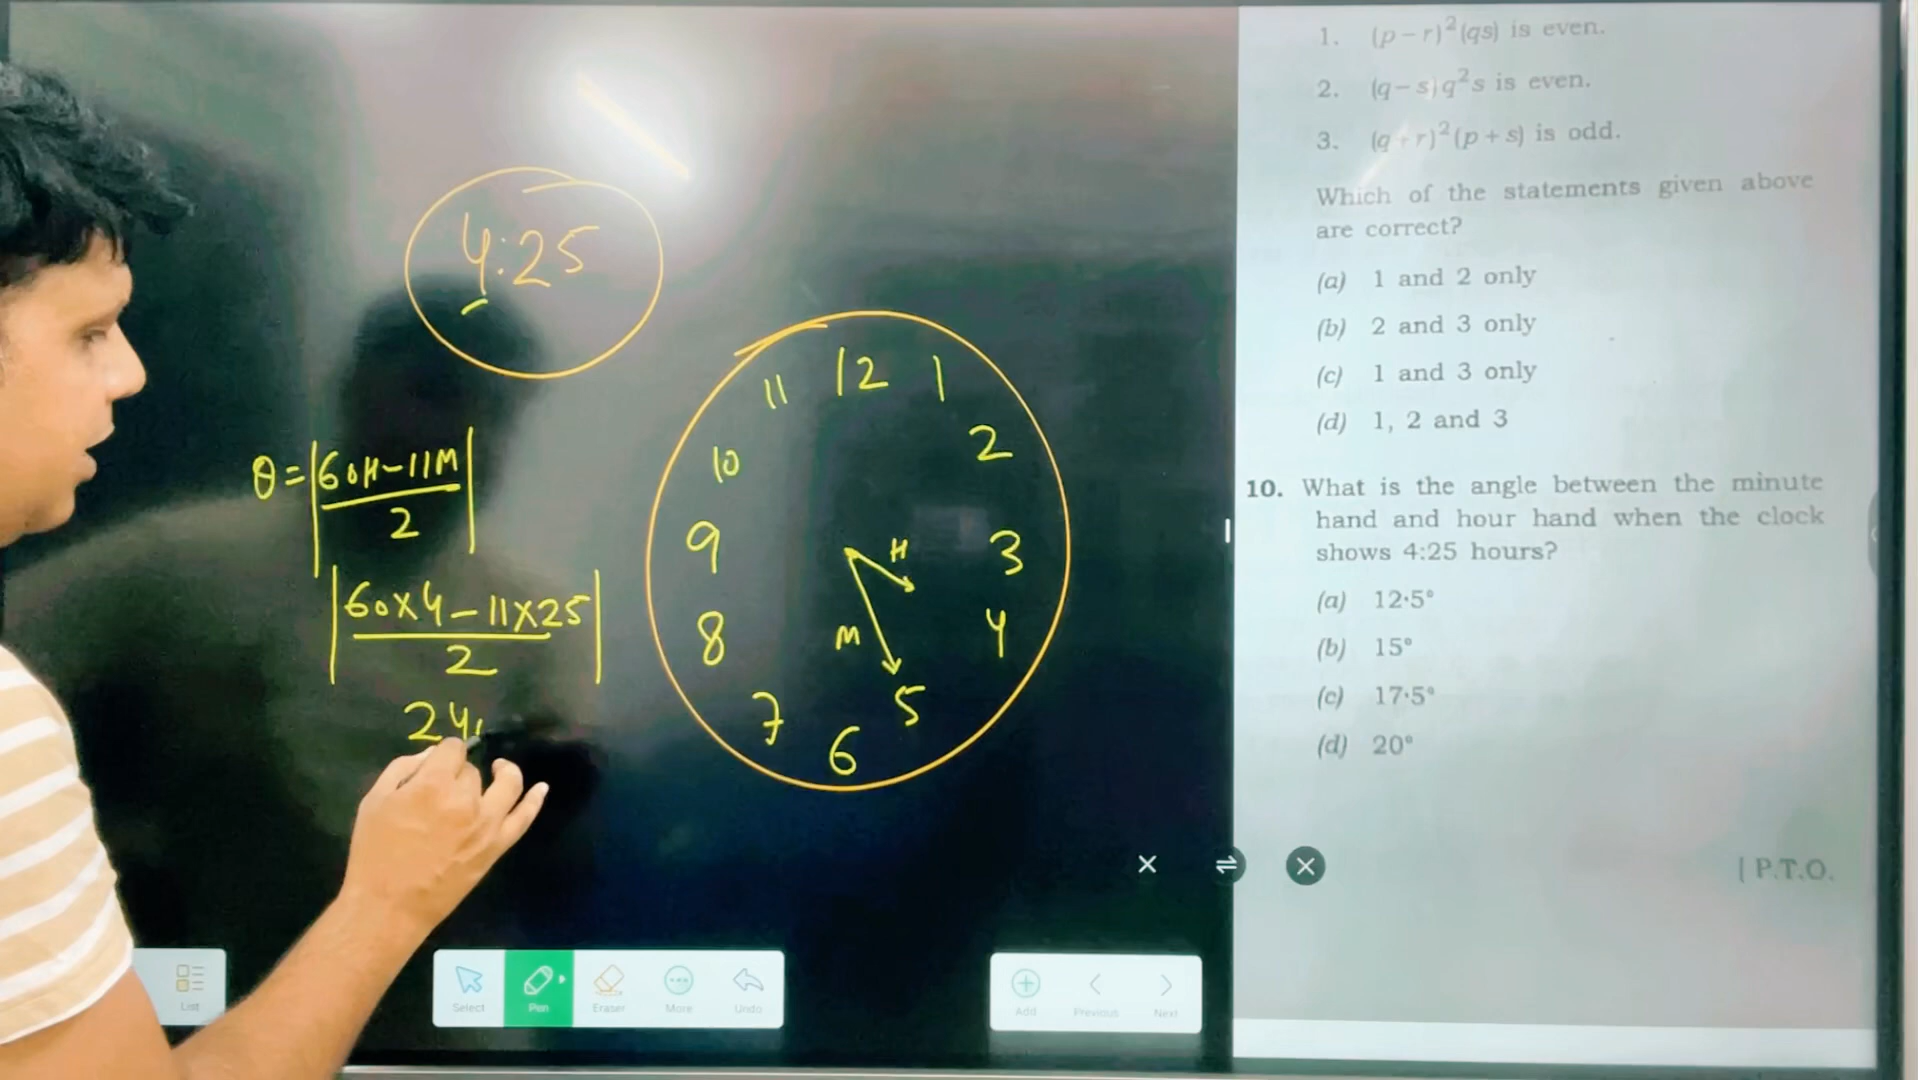 4:25
θ = |60H-11M/2|
|60x4-11x25/2|
24
12
1
2
3
4
5
6
7
8
9
10
11
H
M
1. (p-r)²(qs) is even.
2. (q-s)q²s is even.
3. (q+r)²(p+s) is odd.
Which of the statements given above
are correct?
(a) 1 and 2 only
(b) 2 and 3 only
(c) 1 and 3 only
(d) 1, 2 and 3
10. What is the angle between the minute
hand and hour hand when the clock
shows 4:25 hours?
(a) 12·5°
(b) 15°
(c) 17·5°
(d) 20°
[ P.T.O.
List
Select Pen Eraser More Undo
Add Previous Next